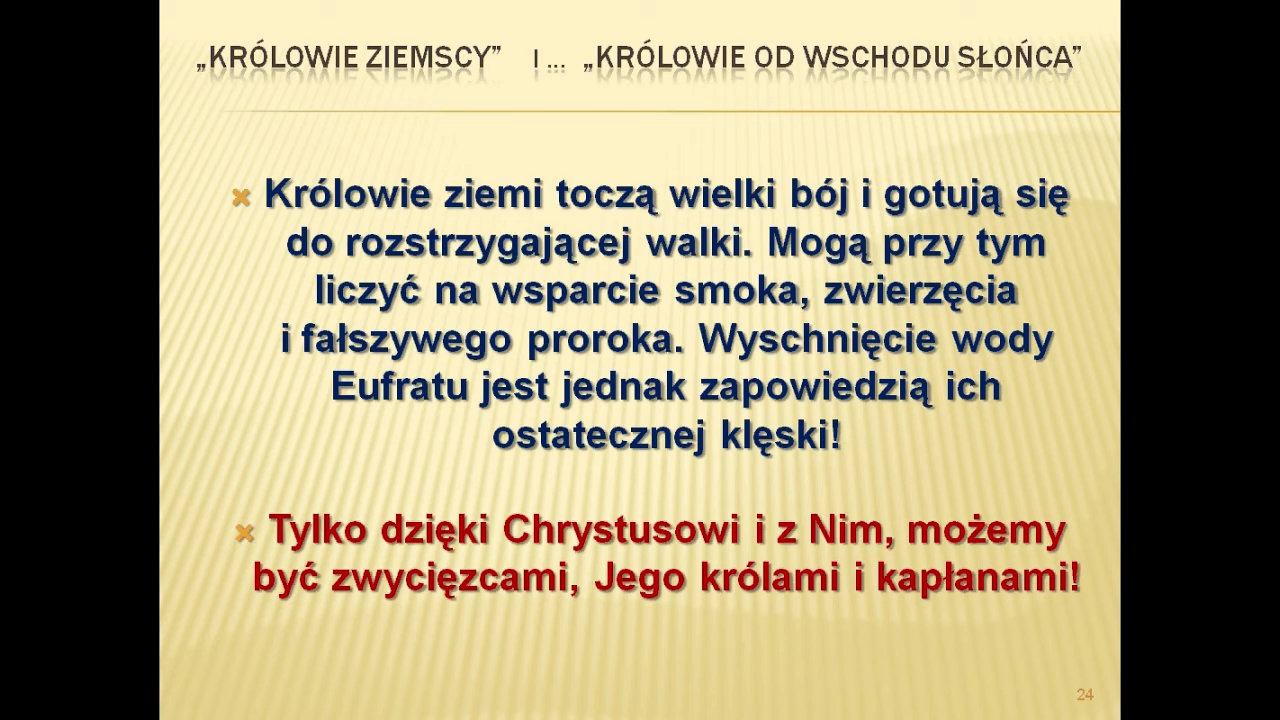 „KRÓLOWIE ZIEMSCY” I ... „KRÓLOWIE OD WSCHODU SŁOŃCA”
Królowie ziemi toczą wielki bój i gotują się
do rozstrzygającej walki. Mogą przy tym
liczyć na wsparcie smoka, zwierzęcia
i fałszywego proroka. Wyschnięcie wody
Eufratu jest jednak zapowiedzią ich
ostatecznej klęski!
Tylko dzięki Chrystusowi i z Nim, możemy
być zwycięzcami, Jego królami i kapłanami!
24